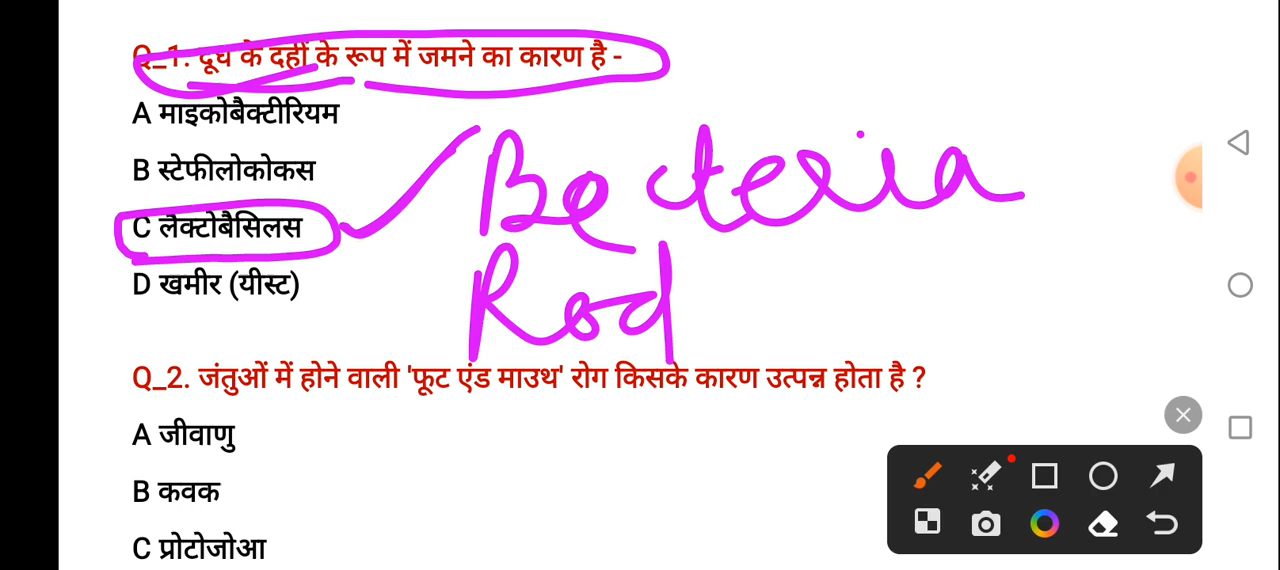 Q_1. दूध के दही के रूप में जमने का कारण है -
A माइकोबैक्टीरियम
B स्टेफीलोकोकस
C लैक्टोबैसिलस
D खमीर (यीस्ट)
Bacteria
Rod
Q_2. जंतुओं में होने वाली 'फूट एंड माउथ' रोग किसके कारण उत्पन्न होता है ?
A जीवाणु
B कवक
C प्रोटोजोआ